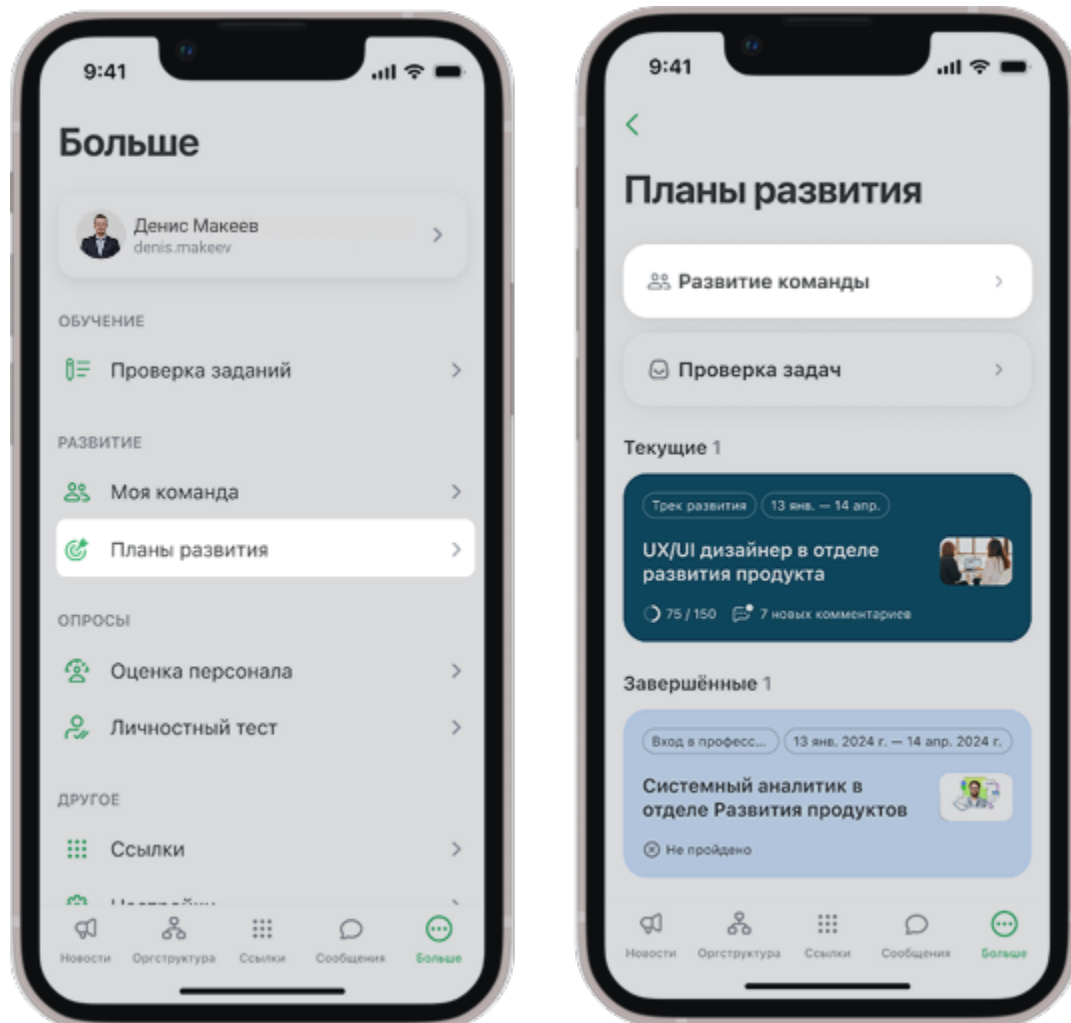 9:41
Больше
Денис Макеев
denis.makeev
ОБУЧЕНИЕ
Проверка заданий
РАЗВИТИЕ
Моя команда
Планы развития
ОПРОСЫ
Оценка персонала
Личностный тест
ДРУГОЕ
Ссылки
Настройки
Новости
Оргструктура
Ссылки
Сообщения
Больше
9:41
Планы развития
Развитие команды
Проверка задач
Текущие 1
Трек развития
13 янв. — 14 апр.
UX/UI дизайнер в отделе
развития продукта
75 / 150
7 новых комментариев
Завершённые 1
Вход в професс...
13 янв. 2024 г. — 14 апр. 2024 г.
Системный аналитик в
отделе Развития продуктов
Не пройдено
Новости
Оргструктура
Ссылки
Сообщения
Больше